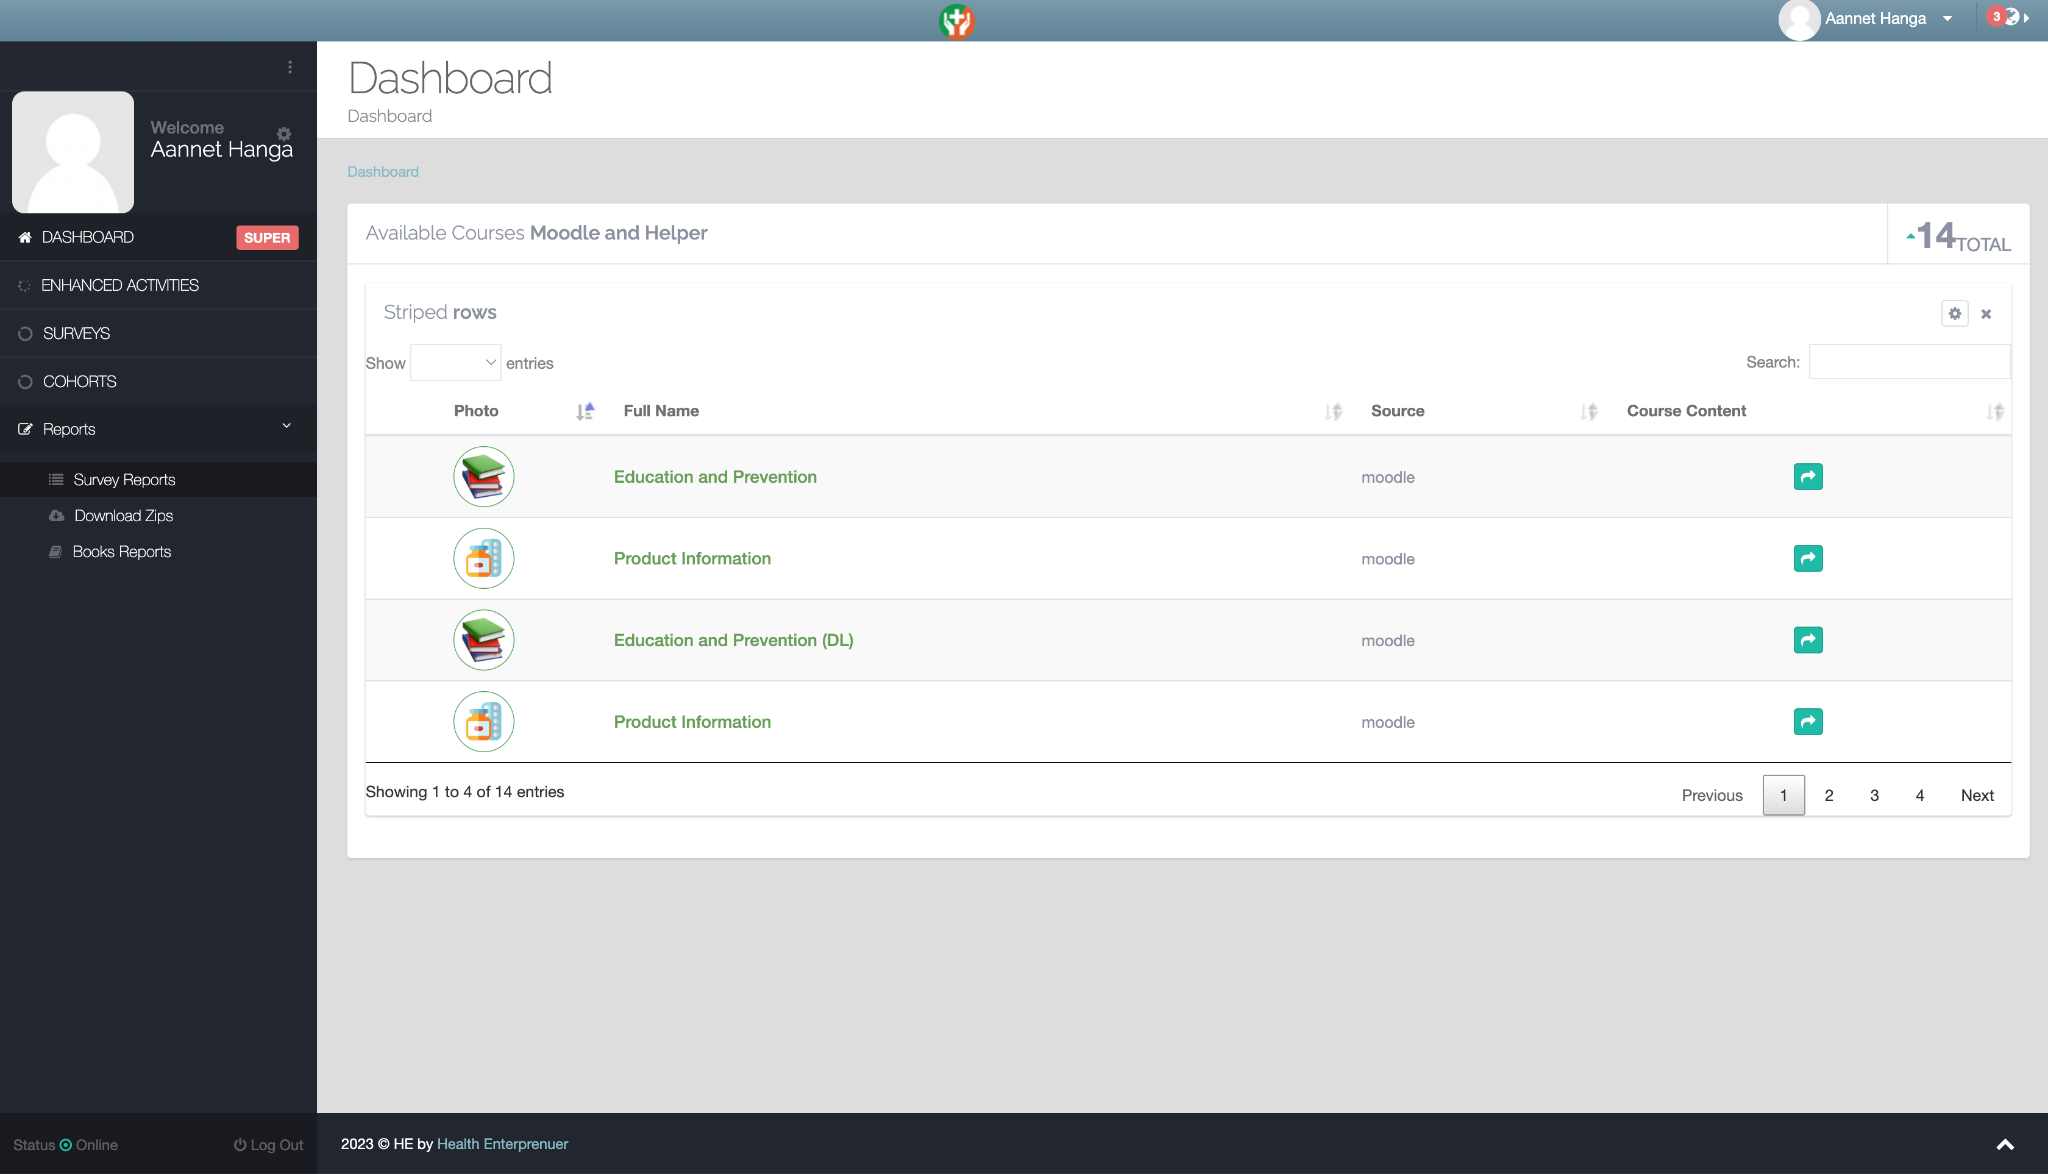 Aannet Hanga
3
Dashboard
Dashboard
Welcome
Aannet Hanga
DASHBOARD SUPER
ENHANCED ACTIVITIES
SURVEYS
COHORTS
Reports
Survey Reports
Download Zips
Books Reports
Status Online
Log Out
Dashboard
Available Courses Moodle and Helper
14 TOTAL
Striped rows
Show entries
Search:
Photo Full Name Source Course Content
Education and Prevention moodle
Product Information moodle
Education and Prevention (DL) moodle
Product Information moodle
Showing 1 to 4 of 14 entries
Previous 1 2 3 4 Next
2023 © HE by Health Enterprenuer